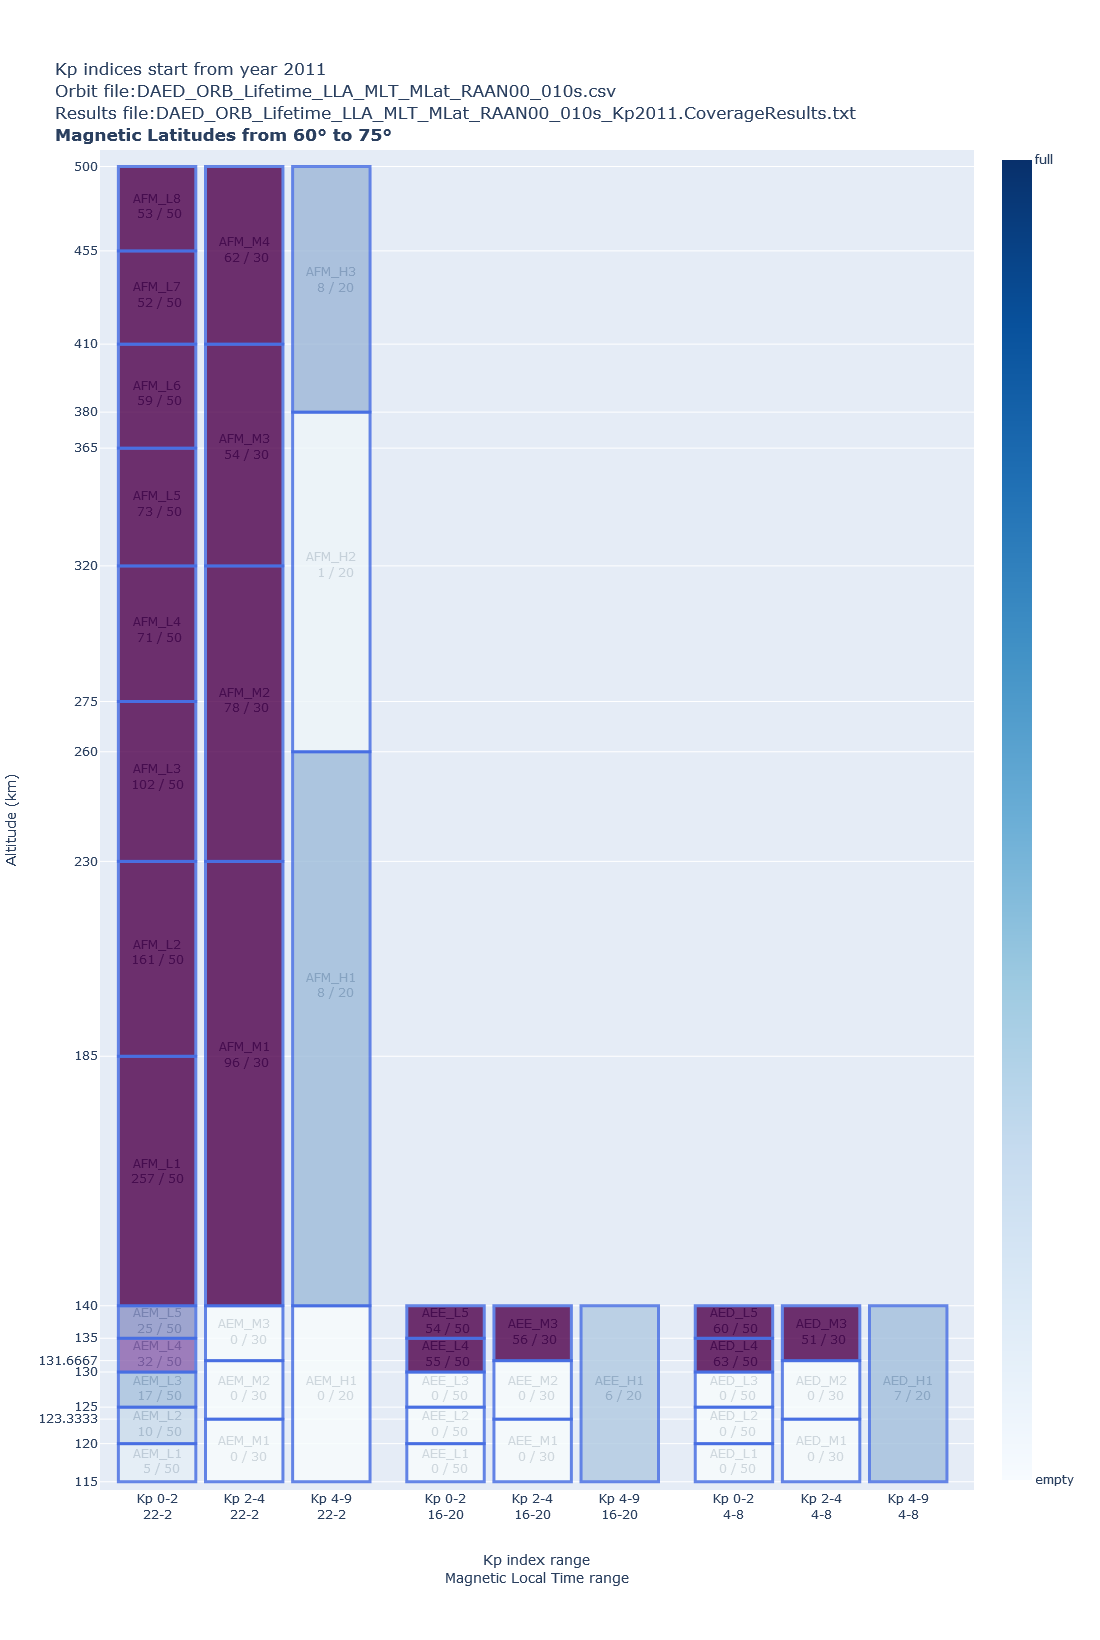 Kp indices start from year 2011
Orbit file:DAED_ORB_Lifetime_LLA_MLT_MLat_RAAN00_010s.csv
Results file:DAED_ORB_Lifetime_LLA_MLT_MLat_RAAN00_010s_Kp2011.CoverageResults.txt
Magnetic Latitudes from 60° to 75°
full
empty
Altitude (km)
500
455
410
380
365
320
275
260
230
185
140
135
131.6667
130
125
123.3333
120
115
AFM_L8
53 / 50
AFM_L7
52 / 50
AFM_L6
59 / 50
AFM_L5
73 / 50
AFM_L4
71 / 50
AFM_L3
102 / 50
AFM_L2
161 / 50
AFM_L1
257 / 50
AEM_L5
25 / 50
AEM_L4
32 / 50
AEM_L3
17 / 50
AEM_L2
10 / 50
AEM_L1
5 / 50
AFM_M4
62 / 30
AFM_M3
54 / 30
AFM_M2
78 / 30
AFM_M1
96 / 30
AEM_M3
0 / 30
AEM_M2
0 / 30
AEM_M1
0 / 30
AFM_H3
8 / 20
AFM_H2
1 / 20
AFM_H1
8 / 20
AEM_H1
0 / 20
AEE_L5
54 / 50
AEE_L4
55 / 50
AEE_L3
0 / 50
AEE_L2
0 / 50
AEE_L1
0 / 50
AEE_M3
56 / 30
AEE_M2
0 / 30
AEE_M1
0 / 30
AEE_H1
6 / 20
AED_L5
60 / 50
AED_L4
63 / 50
AED_L3
0 / 50
AED_L2
0 / 50
AED_L1
0 / 50
AED_M3
51 / 30
AED_M2
0 / 30
AED_M1
0 / 30
AED_H1
7 / 20
Kp 0-2
22-2
Kp 2-4
22-2
Kp 4-9
22-2
Kp 0-2
16-20
Kp 2-4
16-20
Kp 4-9
16-20
Kp 0-2
4-8
Kp 2-4
4-8
Kp 4-9
4-8
Kp index range
Magnetic Local Time range